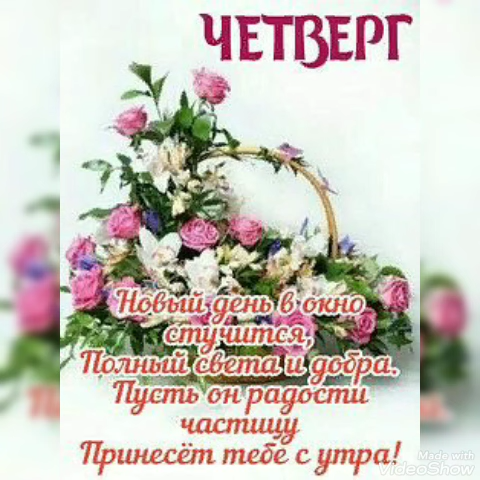 ЧЕТВЕРГ
Новый день в окно
стучится,
Полный света и добра.
Пусть он радости
частицу
Принесёт тебе с утра!
Made with
VideoShow